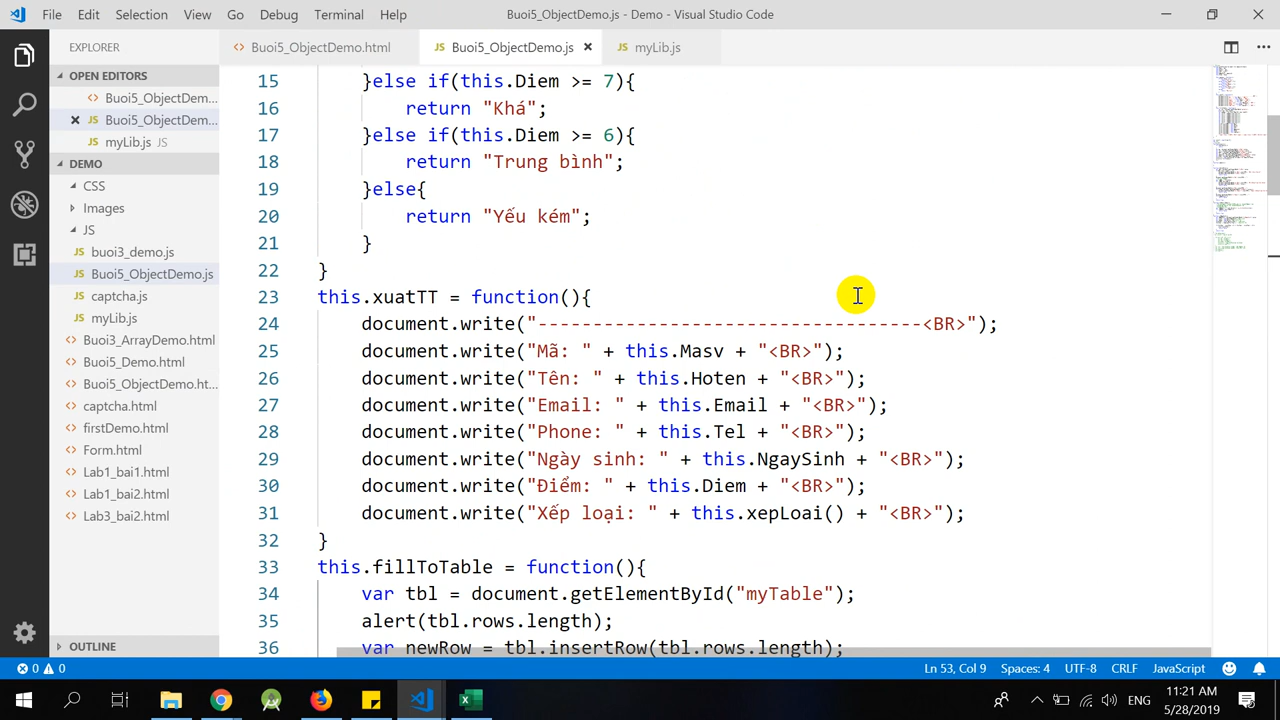 File Edit Selection View Go Debug Terminal Help Buoi5_ObjectDemo.js - Demo - Visual Studio Code
EXPLORER
OPEN EDITORS
Buoi5_ObjectDem...
JS Buoi5_ObjectDem...
myLib.js JS
DEMO
CSS
Images
JS
buoi3_demo.js
Buoi5_ObjectDemo.js
captcha.js
myLib.js
Buoi3_ArrayDemo.html
Buoi5_Demo.html
Buoi5_ObjectDemo.ht...
captcha.html
firstDemo.html
Form.html
Lab1_bai1.html
Lab1_bai2.html
Lab3_bai2.html
OUTLINE
Buoi5_ObjectDemo.html JS Buoi5_ObjectDemo.js JS myLib.js
15 }else if(this.Diem >= 7){
16 return "Khá";
17 }else if(this.Diem >= 6){
18 return "Trung bình";
19 }else{
20 return "Yếu kém";
21 }
22 }
23 this.xuatTT = function(){
24 document.write("-----------------------------------<BR>");
25 document.write("Mã: " + this.Masv + "<BR>");
26 document.write("Tên: " + this.Hoten + "<BR>");
27 document.write("Email: " + this.Email + "<BR>");
28 document.write("Phone: " + this.Tel + "<BR>");
29 document.write("Ngày sinh: " + this.NgaySinh + "<BR>");
30 document.write("Điểm: " + this.Diem + "<BR>");
31 document.write("Xếp loại: " + this.xepLoai() + "<BR>");
32 }
33 this.fillToTable = function(){
34 var tbl = document.getElementById("myTable");
35 alert(tbl.rows.length);
36 var newRow = tbl.insertRow(tbl.rows.length);
0 0 Ln 53, Col 9 Spaces: 4 UTF-8 CRLF JavaScript
ENG 11:21 AM
5/28/2019